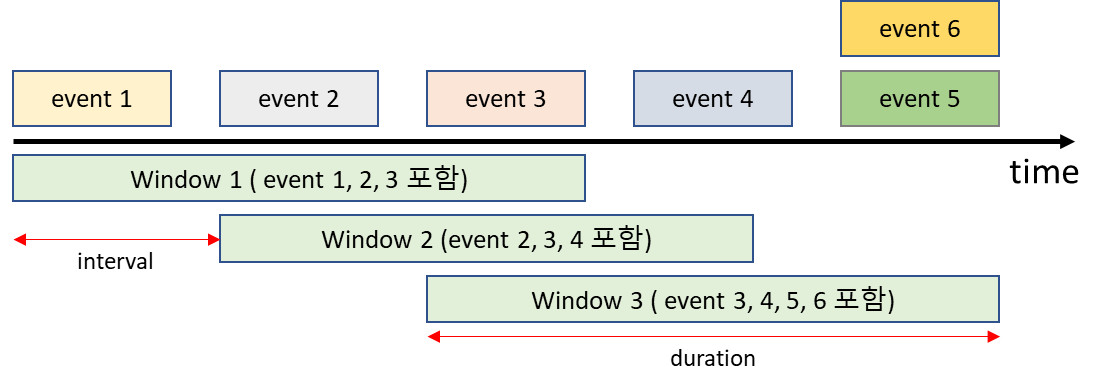 event 6
event 1
event 2
event 3
event 4
event 5
time
Window 1 ( event 1, 2, 3 포함)
Window 2 (event 2, 3, 4 포함)
interval
Window 3 ( event 3, 4, 5, 6 포함)
duration